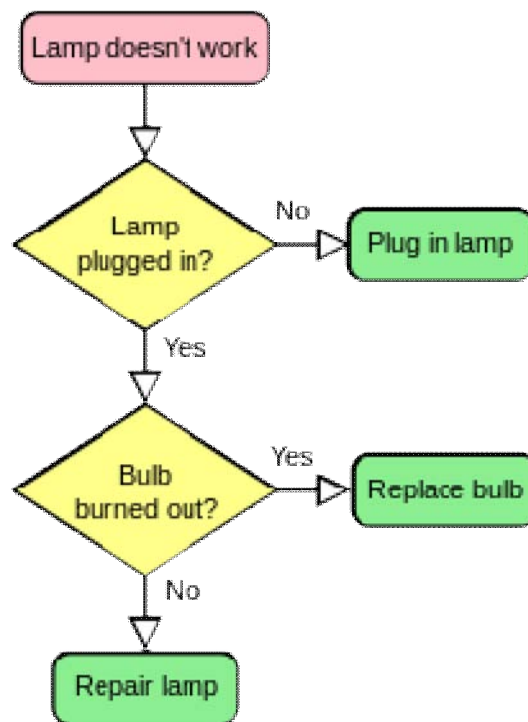 Lamp doesn't work
Lamp
plugged in?
No
Plug in lamp
Yes
Bulb
burned out?
Yes
Replace bulb
No
Repair lamp